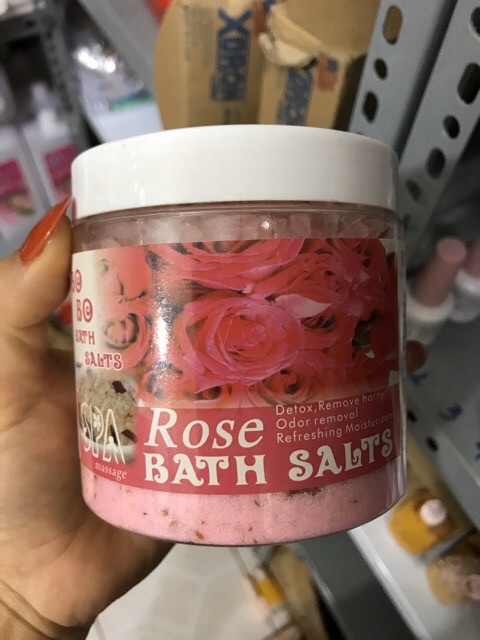 BATH
SALTS
SPA
massage
Rose
BATH SALTS
Detox,Remove horny
Odor removal
Refreshing Moisturizing